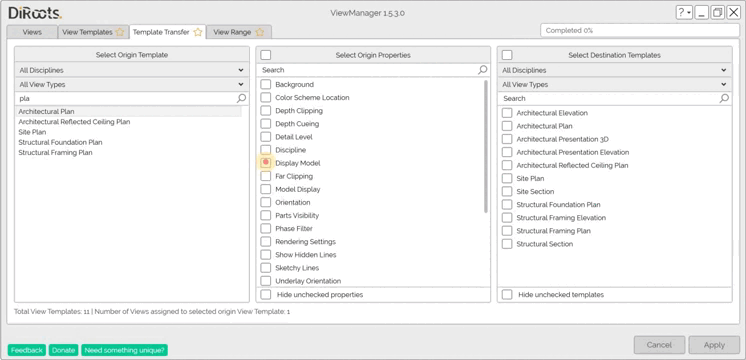 DiRoots.
ViewManager 1.5.3.0
?
Views
View Templates
Template Transfer
View Range
Completed 0%
Select Origin Template
All Disciplines
All View Types
pla
Architectural Plan
Architectural Reflected Ceiling Plan
Site Plan
Structural Foundation Plan
Structural Framing Plan
Select Origin Properties
Search
Background
Color Scheme Location
Depth Clipping
Depth Cueing
Detail Level
Discipline
Display Model
Far Clipping
Model Display
Orientation
Parts Visibility
Phase Filter
Rendering Settings
Show Hidden Lines
Sketchy Lines
Underlay Orientation
Hide unchecked properties
Select Destination Templates
All Disciplines
All View Types
Search
Architectural Elevation
Architectural Plan
Architectural Presentation 3D
Architectural Presentation Elevation
Architectural Reflected Ceiling Plan
Site Plan
Site Section
Structural Foundation Plan
Structural Framing Elevation
Structural Framing Plan
Structural Section
Hide unchecked templates
Total View Templates: 11 | Number of Views assigned to selected origin View Template: 1
Feedback
Donate
Need something unique?
Cancel
Apply